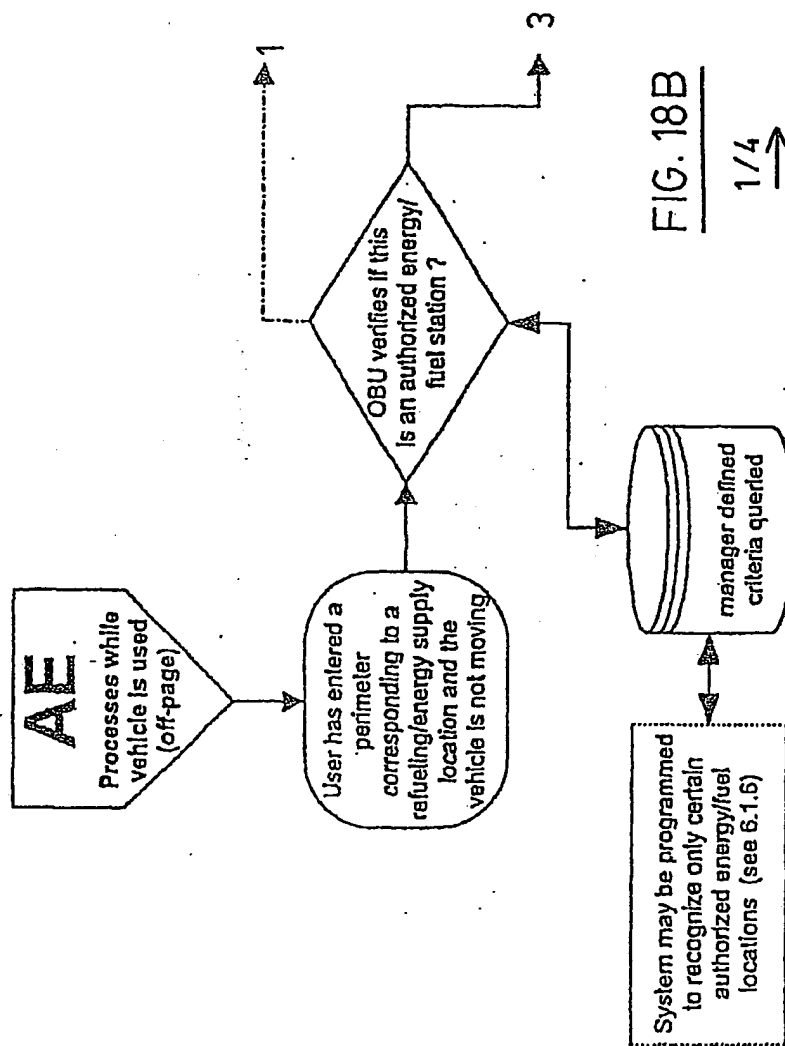 AE
Processes while
vehicle is used
(off-page)
User has entered a
perimeter
corresponding to a
refueling/energy supply
location and the
vehicle is not moving
OBU verifies if this
is an authorized energy/
fuel station ?
1
3
manager defined
criteria queried
System may be programmed
to recognize only certain
authorized energy/fuel
locations (see 6.1.6)
FIG. 18B
1/4